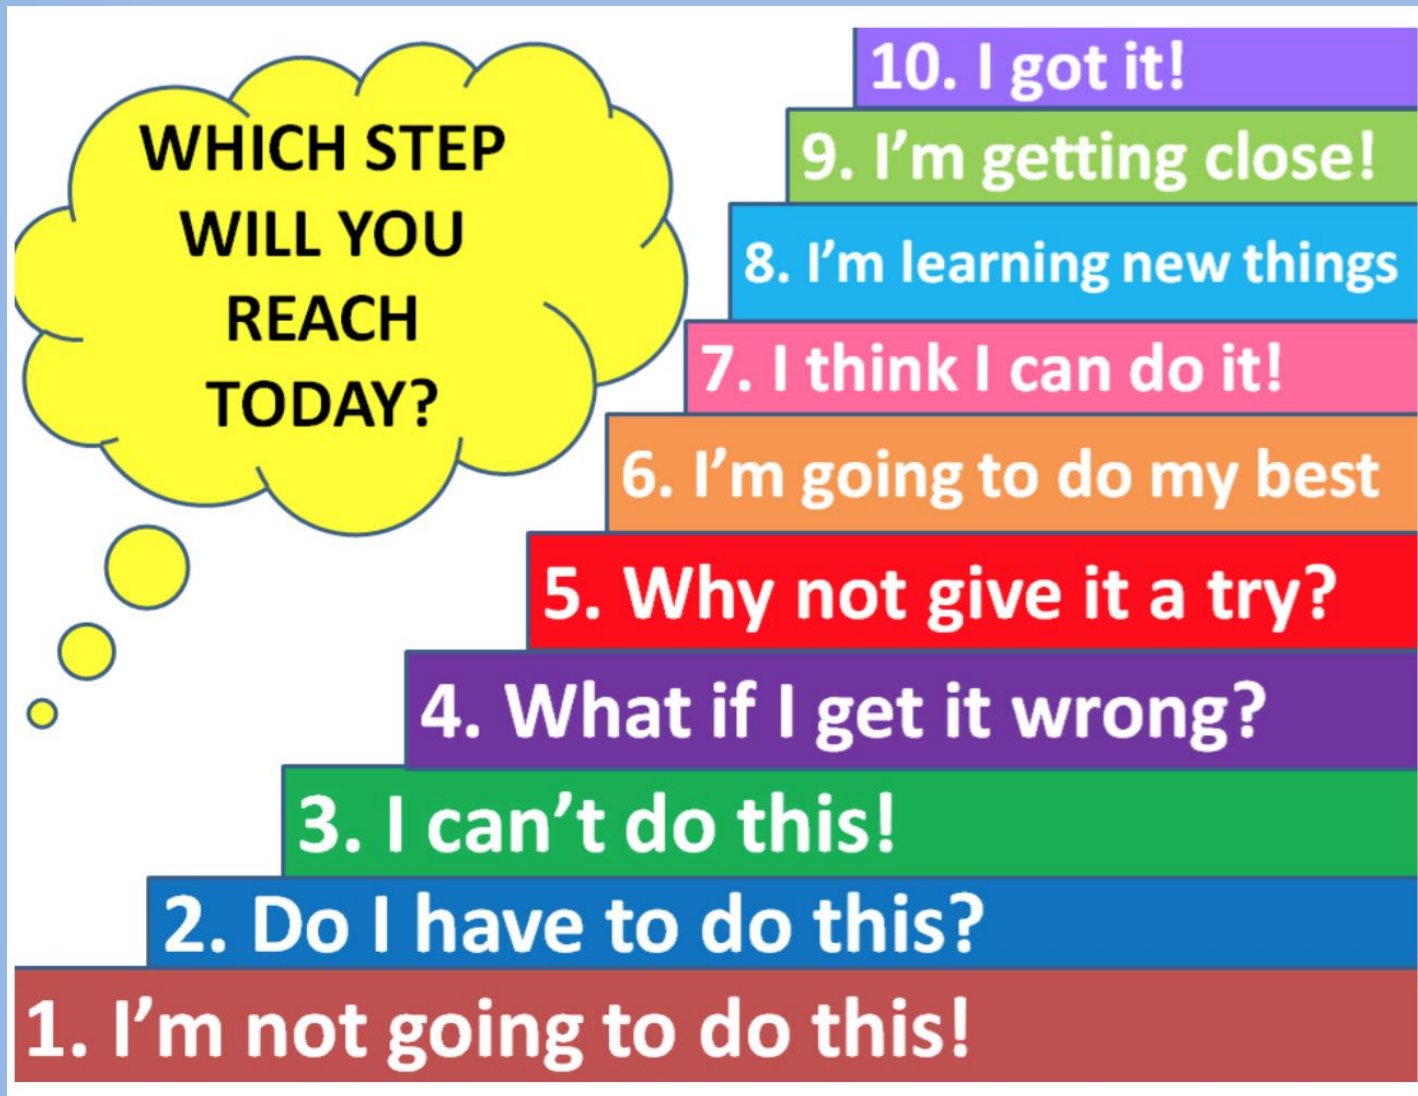 WHICH STEP
WILL YOU
REACH
TODAY?
10. I got it!
9. I'm getting close!
8. I'm learning new things
7. I think I can do it!
6. I'm going to do my best
5. Why not give it a try?
4. What if I get it wrong?
3. I can't do this!
2. Do I have to do this?
1. I'm not going to do this!